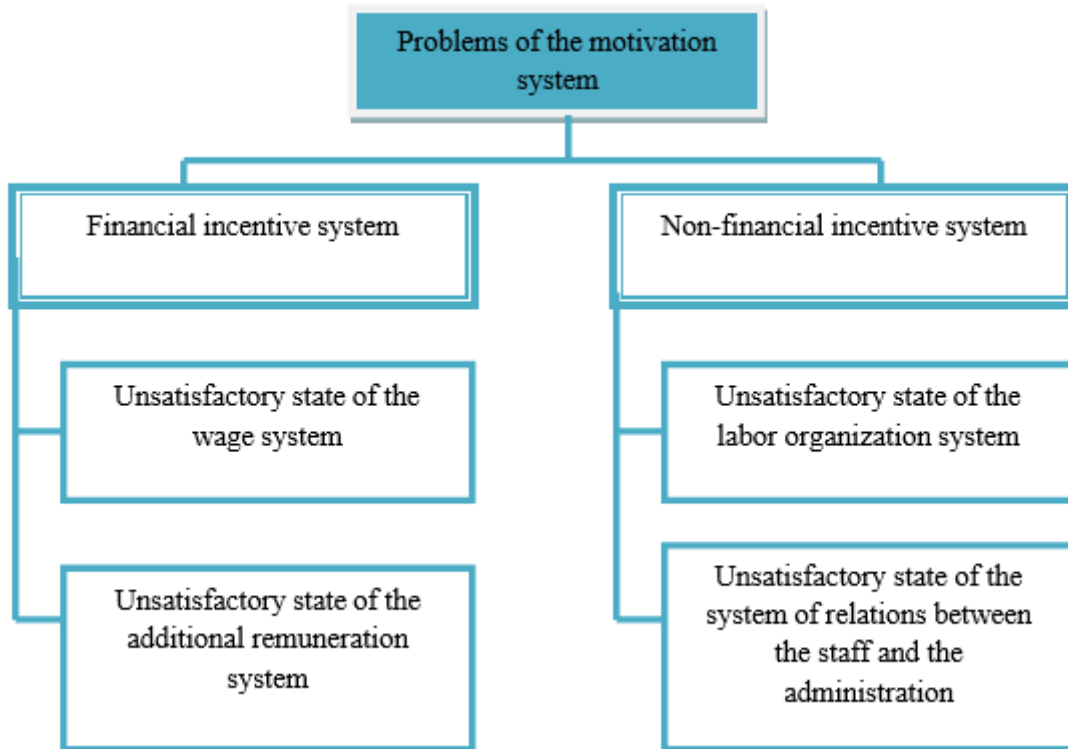 Problems of the motivation
system
Financial incentive system
Non-financial incentive system
Unsatisfactory state of the
wage system
Unsatisfactory state of the
labor organization system
Unsatisfactory state of the
additional remuneration
system
Unsatisfactory state of the
system of relations between
the staff and the
administration